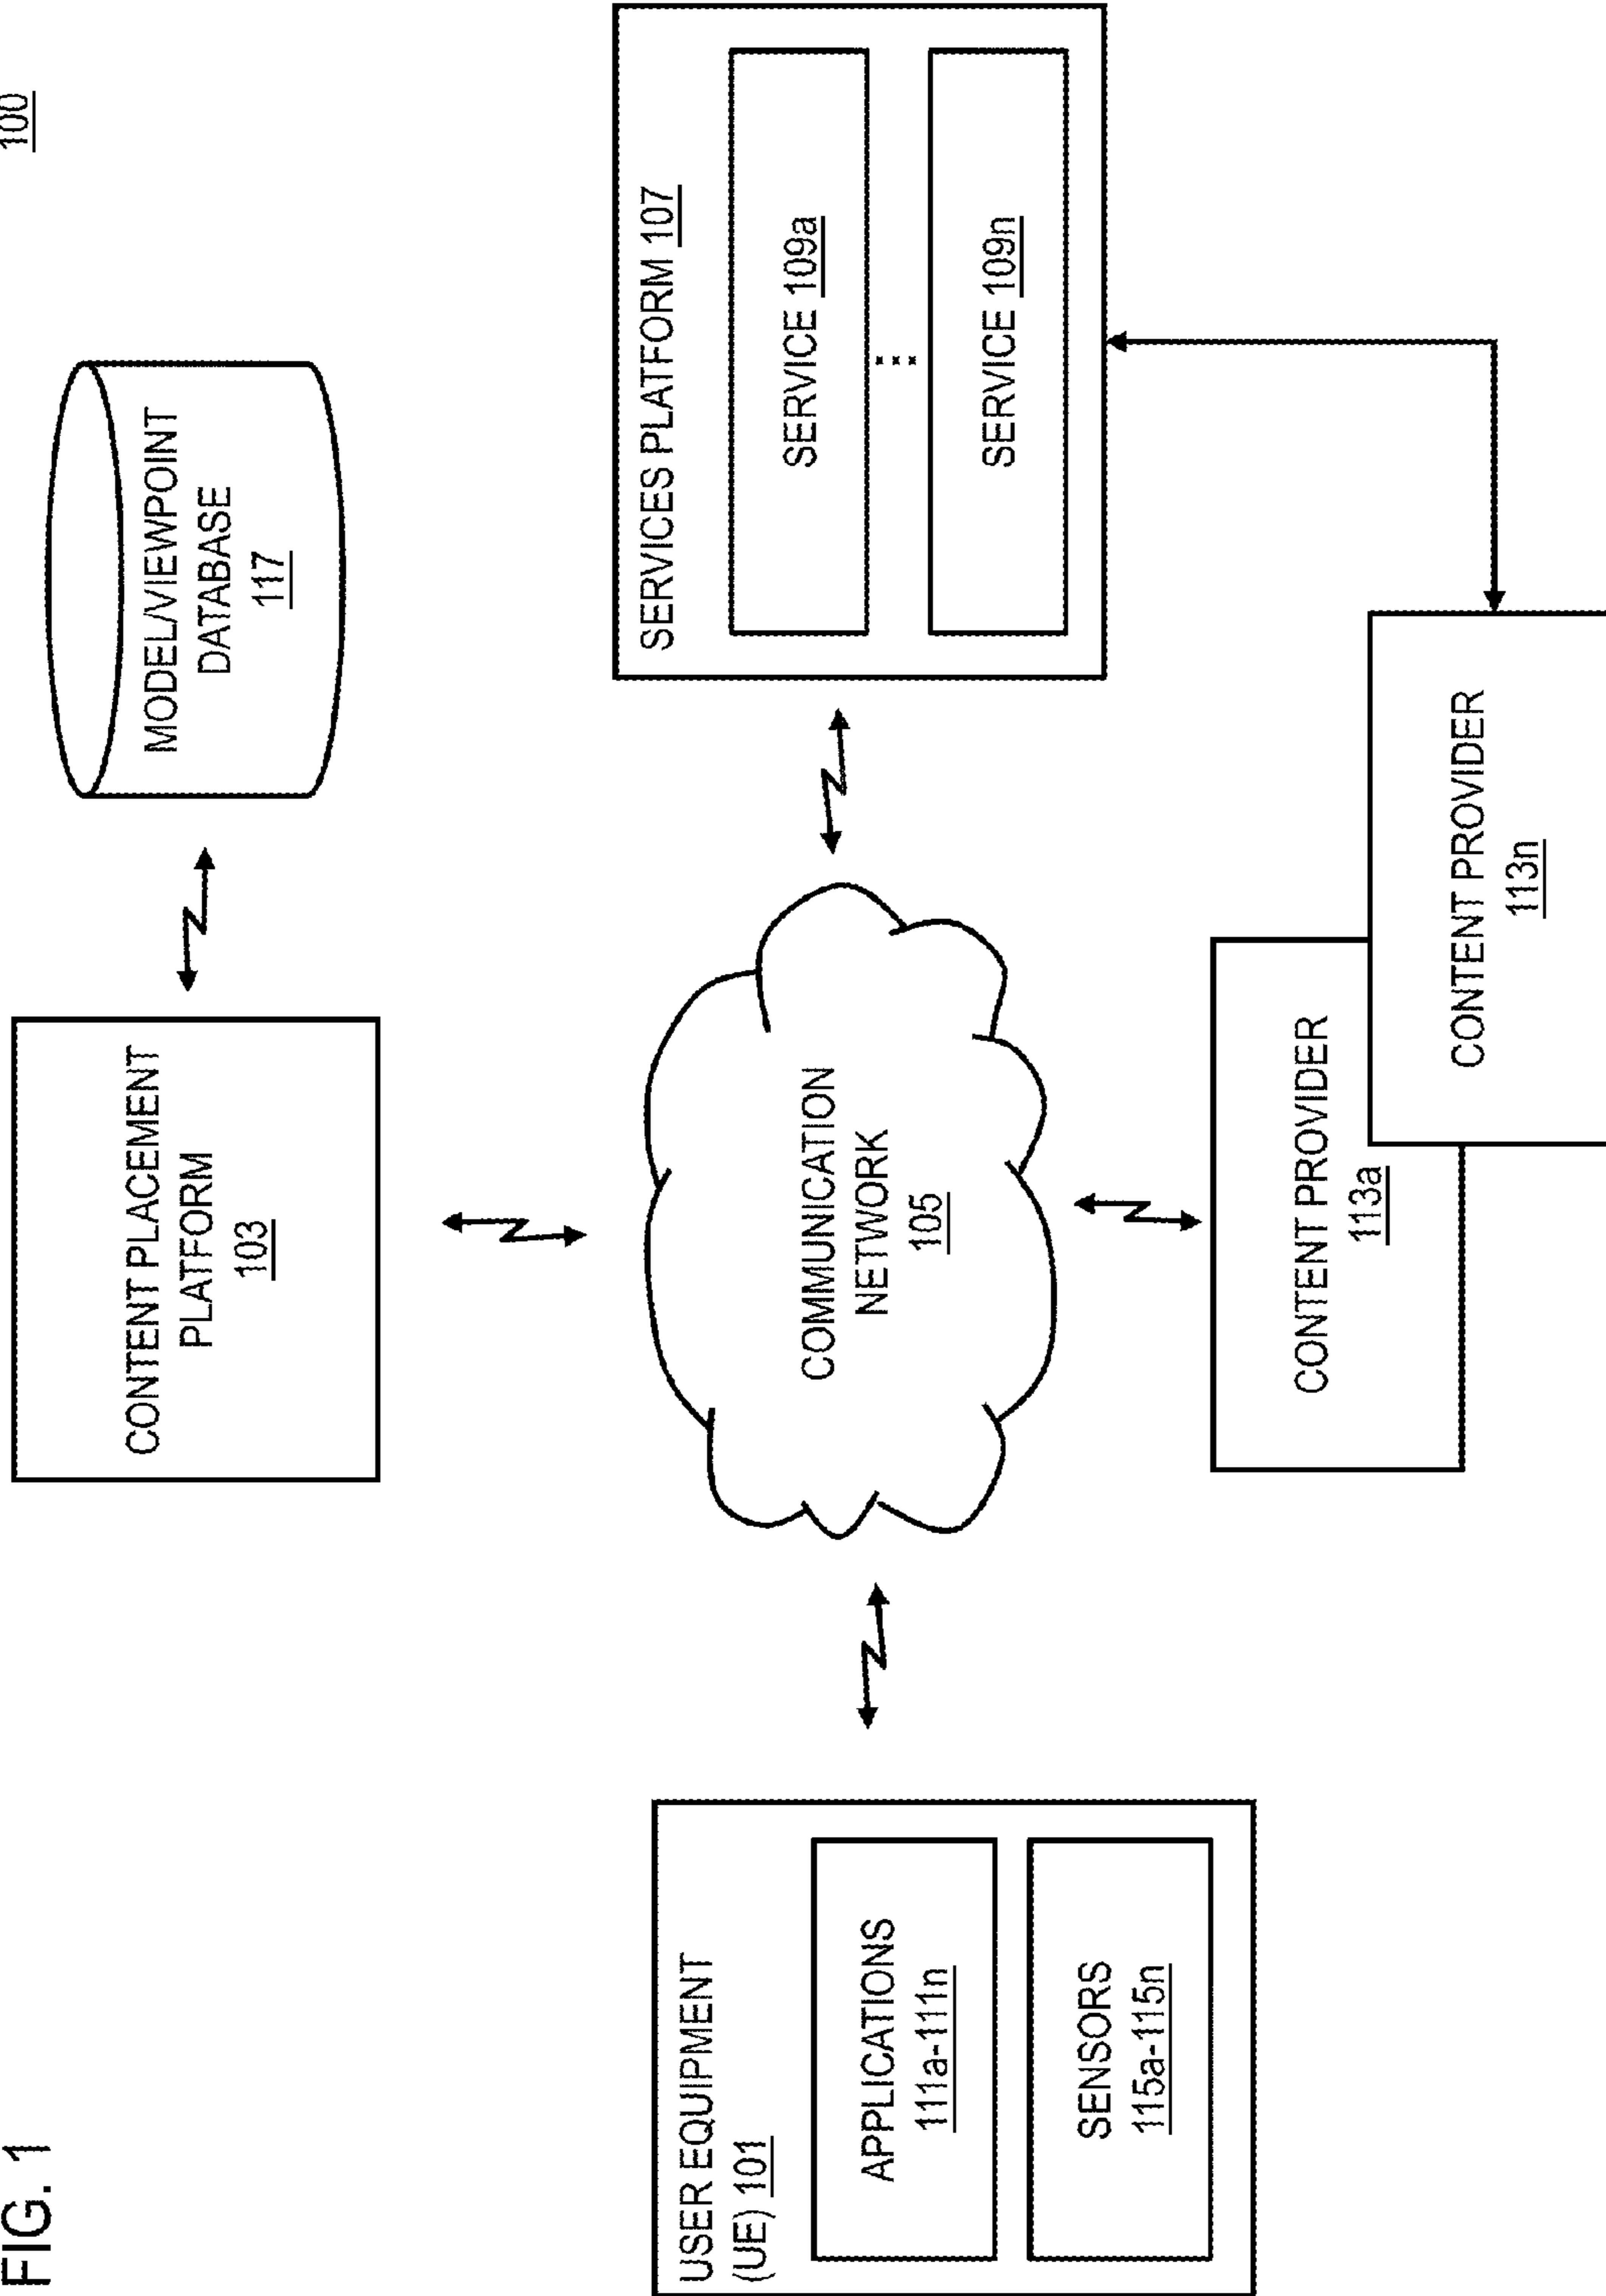 FIG. 1
100
CONTENT PLACEMENT
PLATFORM
103
MODEL/VIEWPOINT
DATABASE
117
USER EQUIPMENT
(UE) 101
APPLICATIONS
111a-111n
SENSORS
115a-115n
COMMUNICATION
NETWORK
105
SERVICES PLATFORM 107
SERVICE 109a
SERVICE 109n
CONTENT PROVIDER
113a
CONTENT PROVIDER
113n